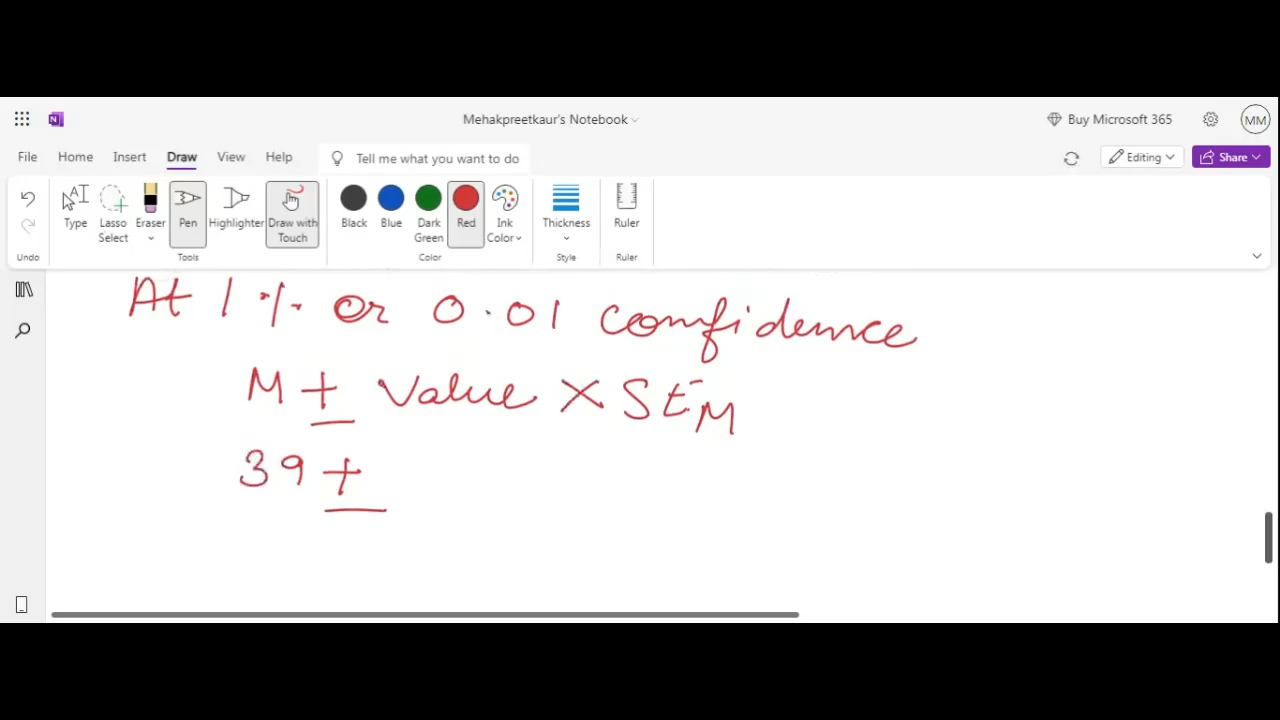 Mehakpreetkaur's Notebook
Buy Microsoft 365
MM
File Home Insert Draw View Help Tell me what you want to do
Editing Share
Type Lasso Select Eraser Pen Highlighter Draw with Touch Black Blue Dark Green Red Ink Color Thickness Ruler
Undo Tools Color Style Ruler
At 1 % or 0.01 confidence
M ± Value × SEM
39 ±